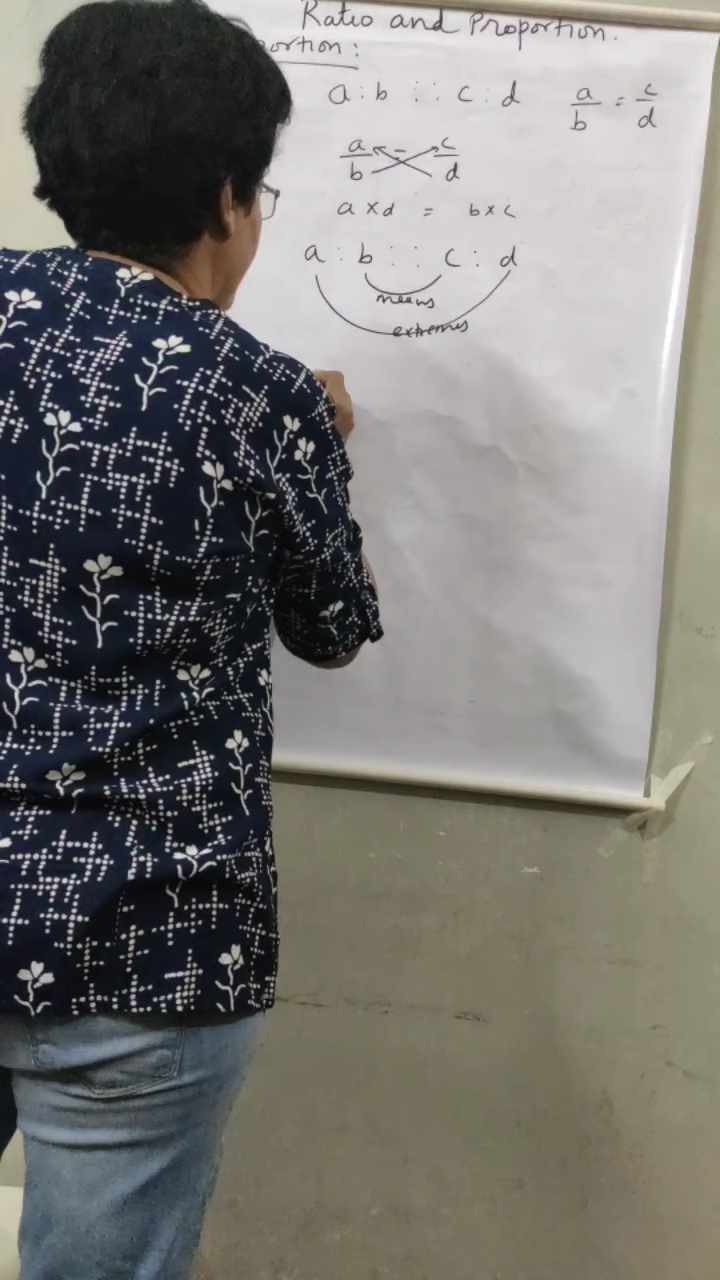 Ratio and Proportion.
ortion:
a : b :: c : d a/b = c/d
a/b = c/d
a × d = b × c
a : b :: c : d
means
extremes